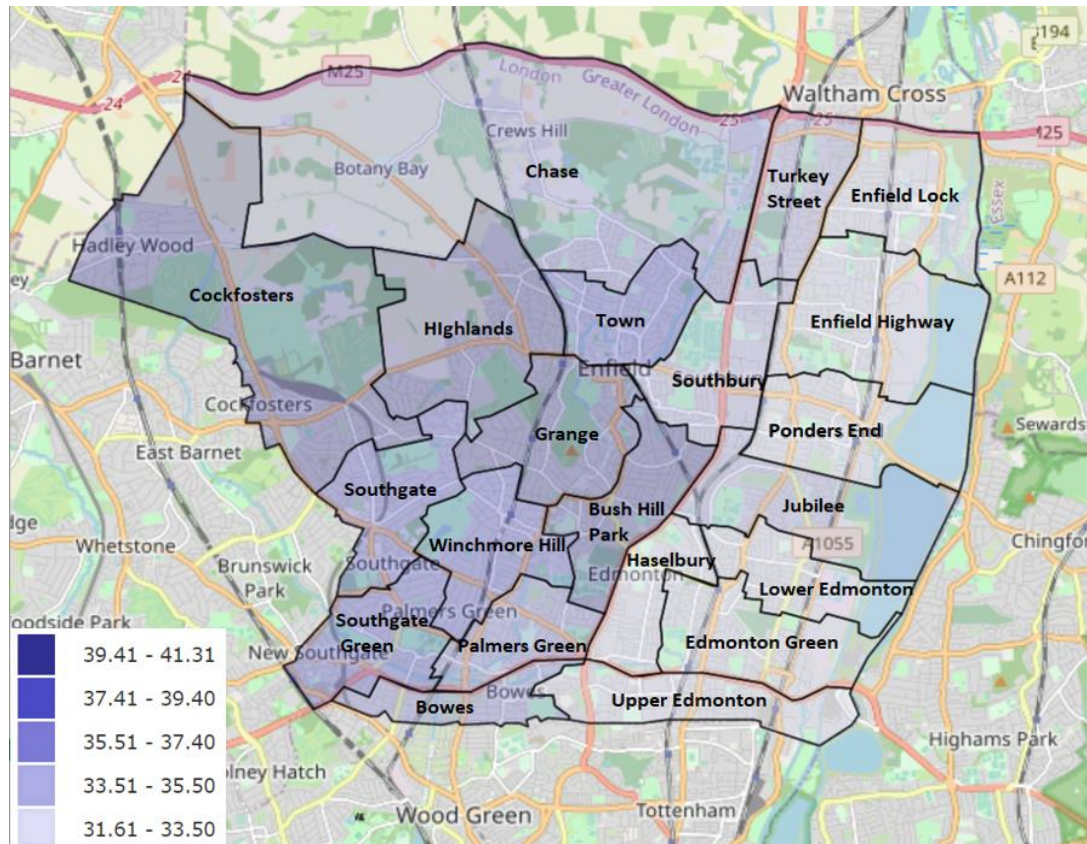 B194
24
M25
London
Greater London
Waltham Cross
24
25
25
M25
Crews Hill
Botany Bay
Chase
Turkey
Street
Enfield Lock
Essex
Hadley Wood
A112
Cockfosters
Highlands
Town
Enfield Highway
Barnet
Enfield
Southbury
Cockfosters
Ponders End
Sewards
Grange
East Barnet
Southgate
Bush Hill
Park
Jubilee
Whetstone
Winchmore Hill
A1055
Chingfor
Brunswick
Park
Southgate
Haselbury
Edmonton
Lower Edmonton
Palmers Green
Southgate
Green
Edmonton Green
oodside Park
Palmers Green
New Southgate
39.41 - 41.31
Bowes
Bowes
Upper Edmonton
37.41 - 39.40
Highams Park
35.51 - 37.40
olney Hatch
33.51 - 35.50
Wood Green
Tottenham
31.61 - 33.50